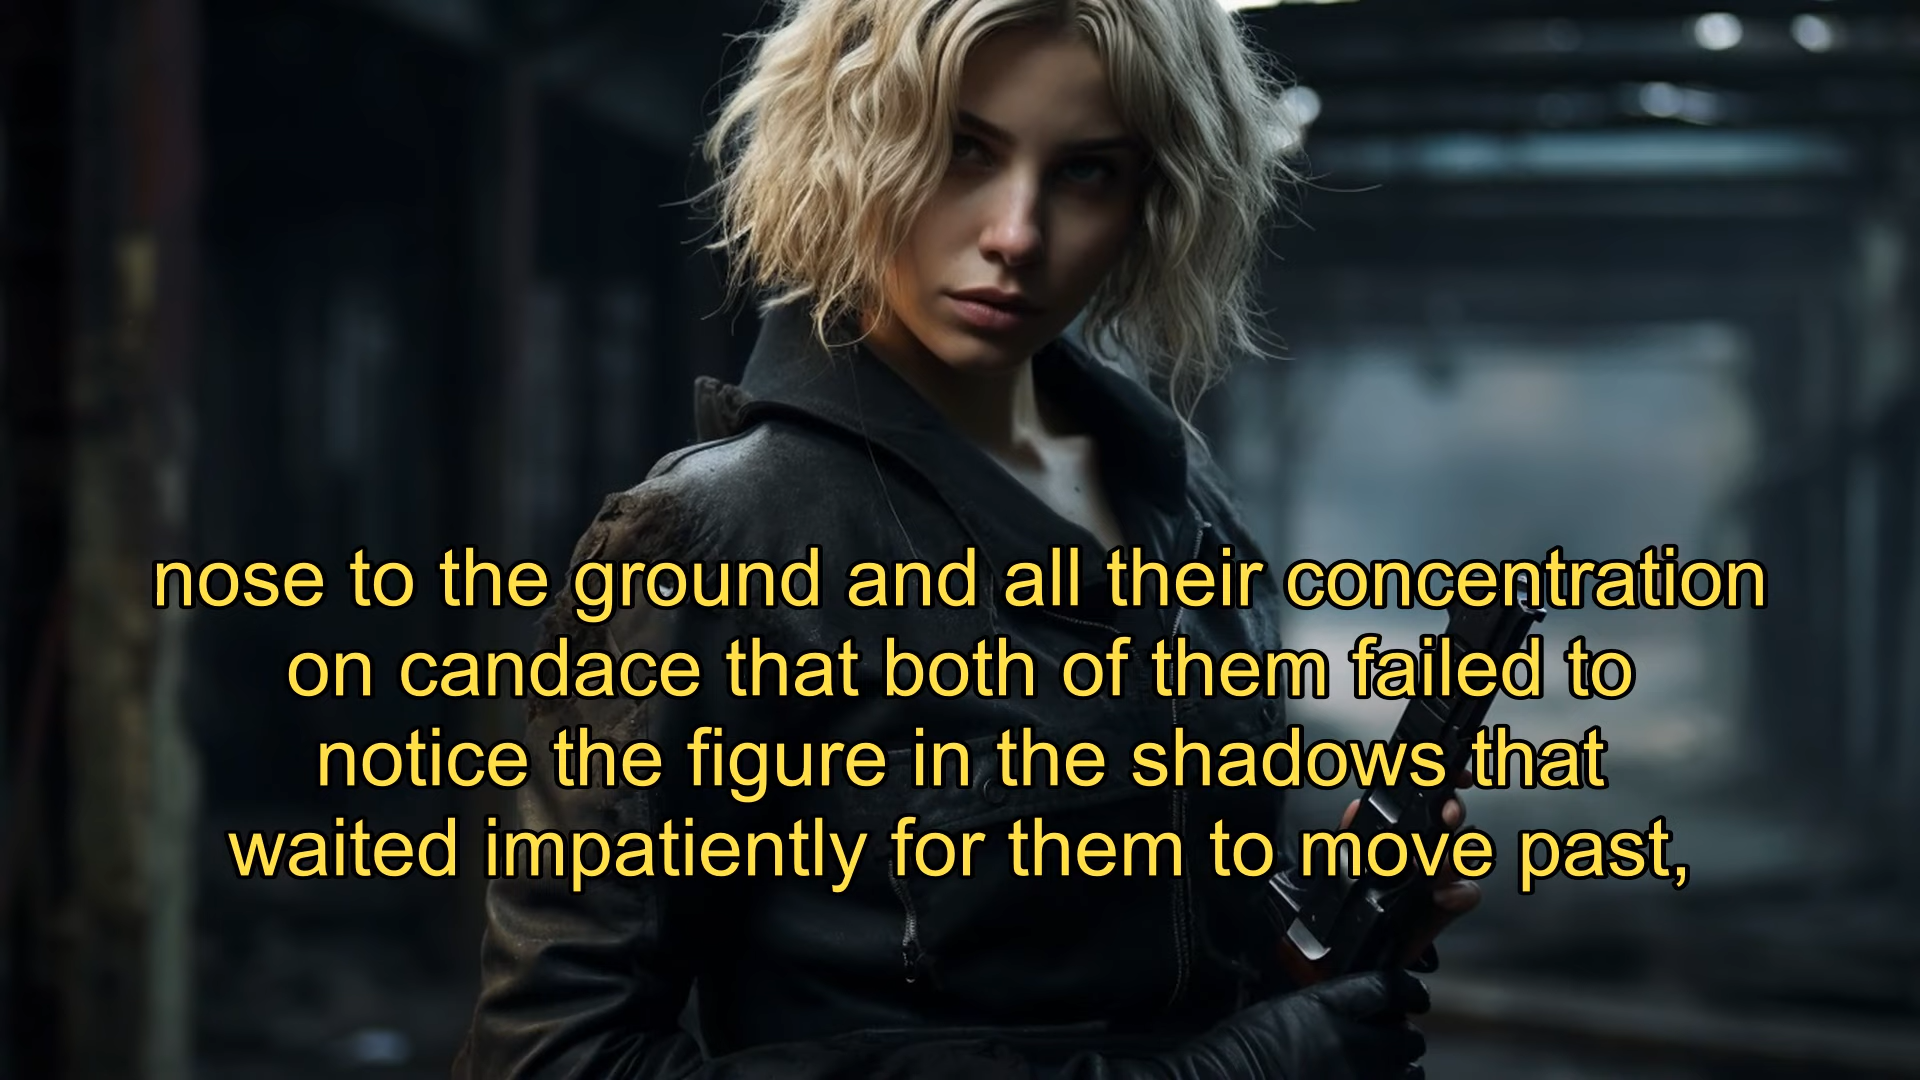 nose to the ground and all their concentration
on candace that both of them failed to
notice the figure in the shadows that
waited impatiently for them to move past,